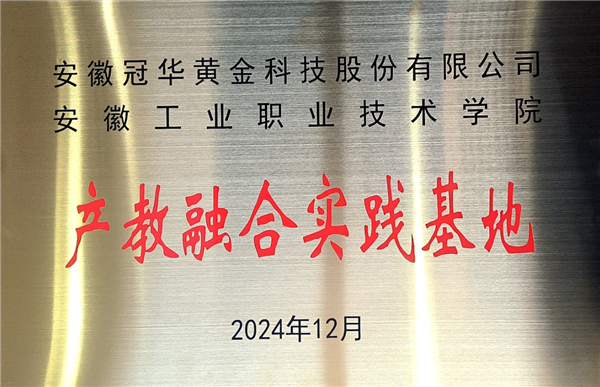 安徽冠华黄金科技股份有限公司
安徽工业职业技术学院
产教融合实践基地
2024年12月